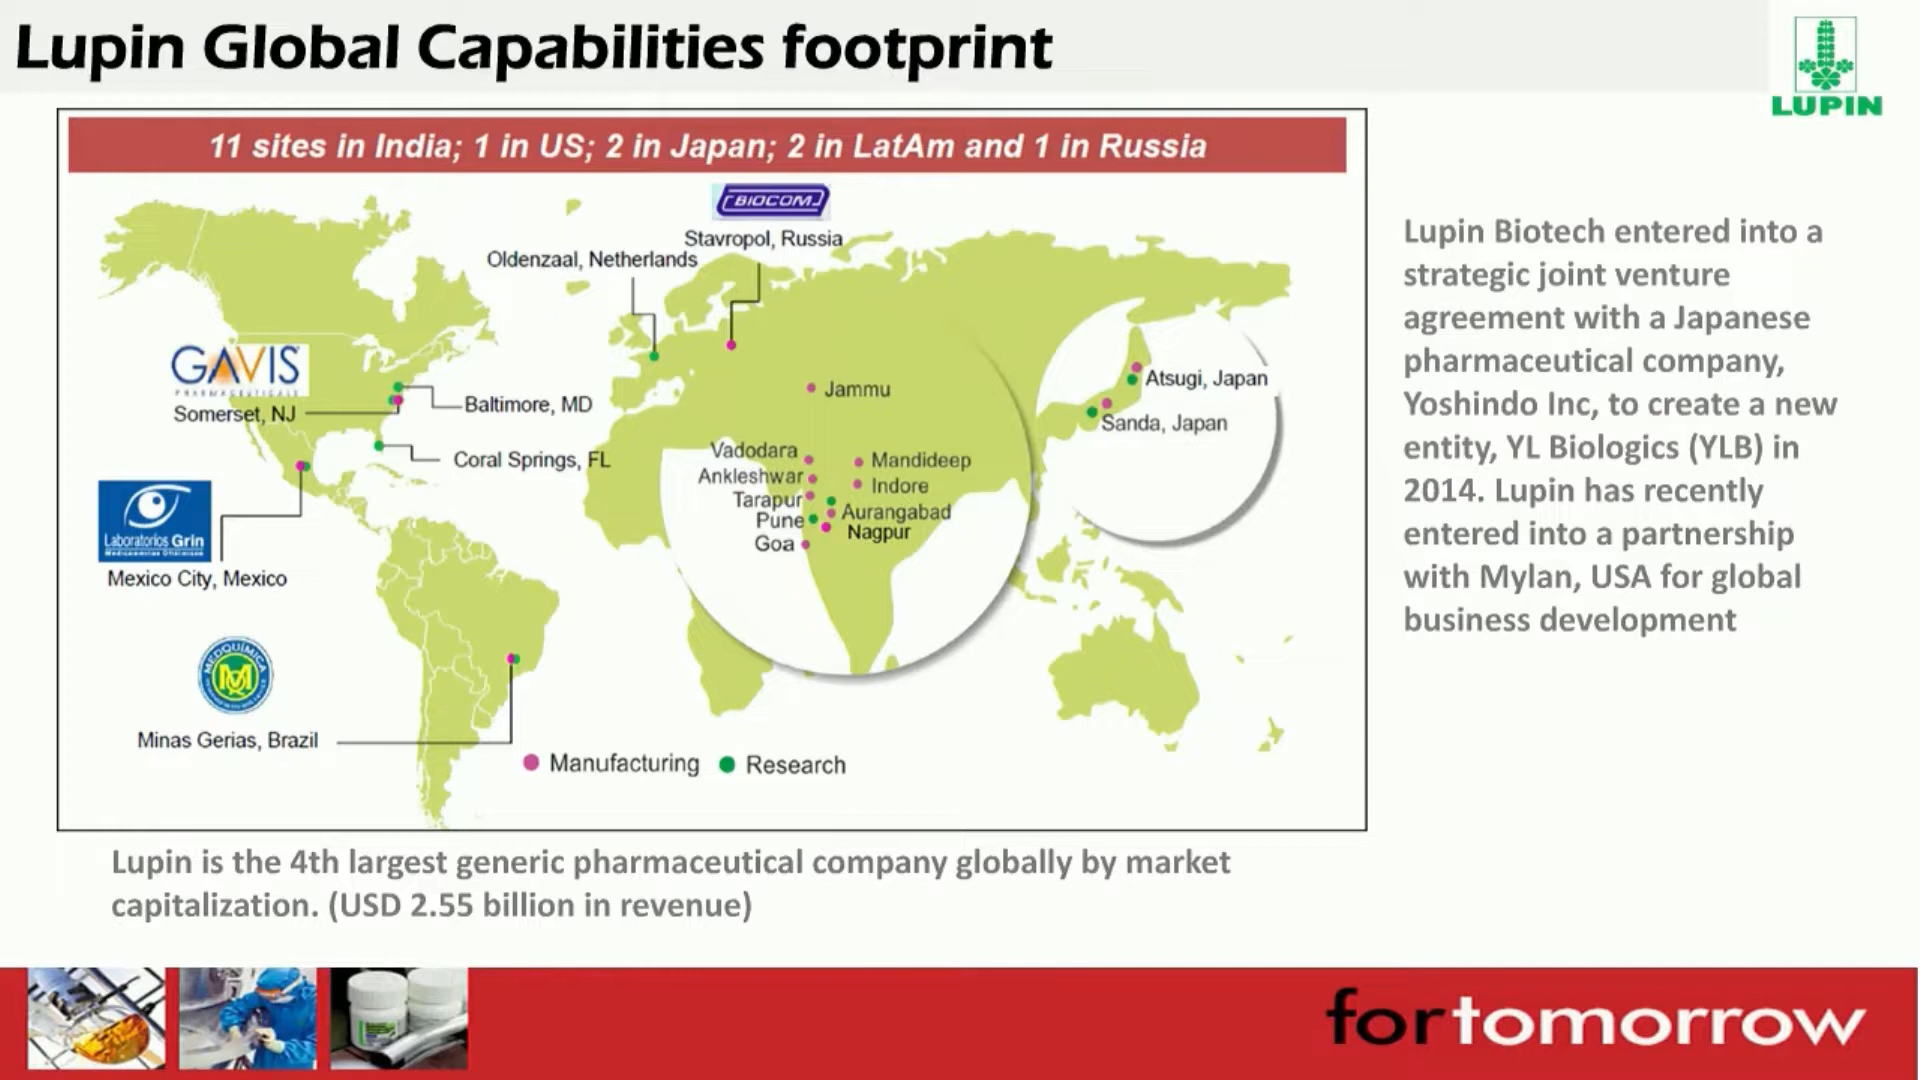 Lupin Global Capabilities footprint
LUPIN
11 sites in India; 1 in US; 2 in Japan; 2 in LatAm and 1 in Russia
BIOCOM
Stavropol, Russia
Oldenzaal, Netherlands
GAVIS
PHARMACEUTICALS
Somerset, NJ
Baltimore, MD
Coral Springs, FL
Laboratorios Grin
Mexico City, Mexico
MEDQUIMICA
MQ
Minas Gerias, Brazil
Jammu
Vadodara
Ankleshwar
Tarapur
Pune
Goa
Mandideep
Indore
Aurangabad
Nagpur
Atsugi, Japan
Sanda, Japan
Manufacturing
Research
Lupin Biotech entered into a
strategic joint venture
agreement with a Japanese
pharmaceutical company,
Yoshindo Inc, to create a new
entity, YL Biologics (YLB) in
2014. Lupin has recently
entered into a partnership
with Mylan, USA for global
business development
Lupin is the 4th largest generic pharmaceutical company globally by market
capitalization. (USD 2.55 billion in revenue)
fortomorrow